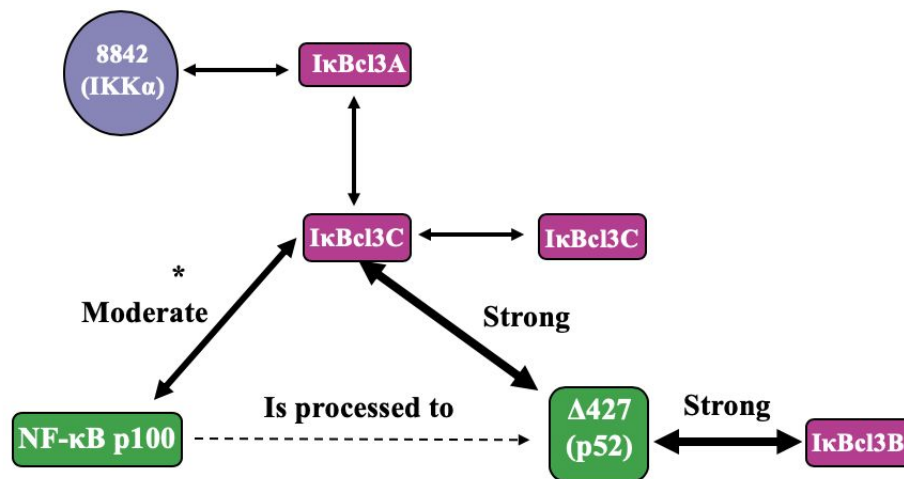 8842
(IKKα)
IκBcl3A
IκBcl3C
IκBcl3C
*
Moderate
Strong
Is processed to
NF-κB p100
Δ427
(p52)
Strong
IκBcl3B